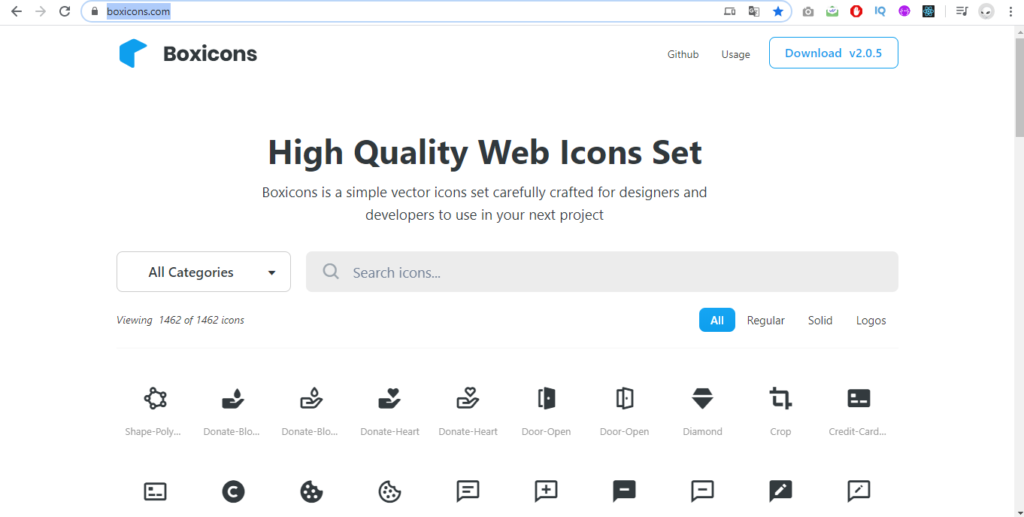 boxicons.com
Boxicons
Github Usage Download v2.0.5
High Quality Web Icons Set
Boxicons is a simple vector icons set carefully crafted for designers and
developers to use in your next project
All Categories Search icons...
Viewing 1462 of 1462 icons All Regular Solid Logos
Shape-Poly... Donate-Blo... Donate-Blo... Donate-Heart Donate-Heart Door-Open Door-Open Diamond Crop Credit-Card...